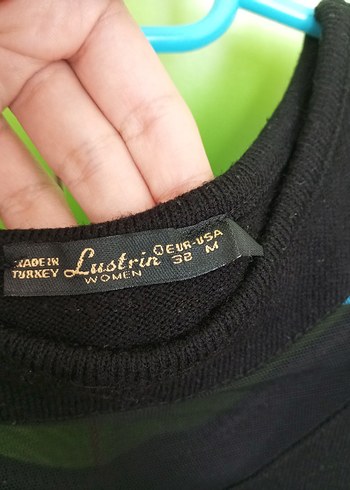 MADE IN
TURKEY
Lustrin
WOMEN
EUR-USA
38 M